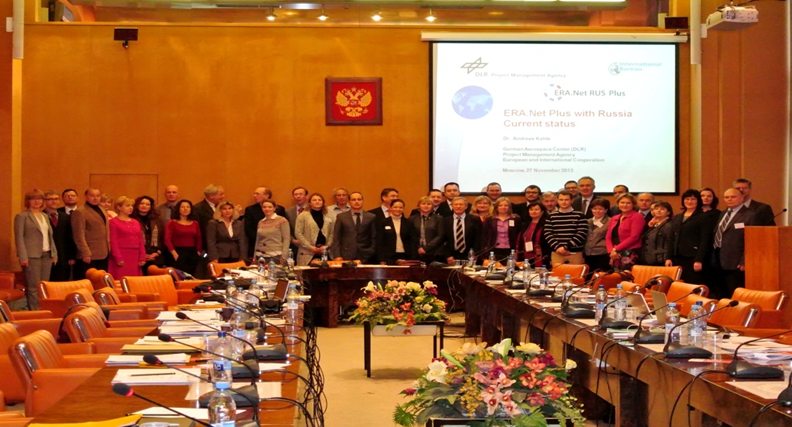 DLR Project Management Agency
International
Bureau
ERA.Net RUS Plus
ERA.Net Plus with Russia
Current status
Dr. Andreas
German Aerospace Center (DLR)
Project Management Agency
European and International Cooperation
Moscow, 27 November 2013